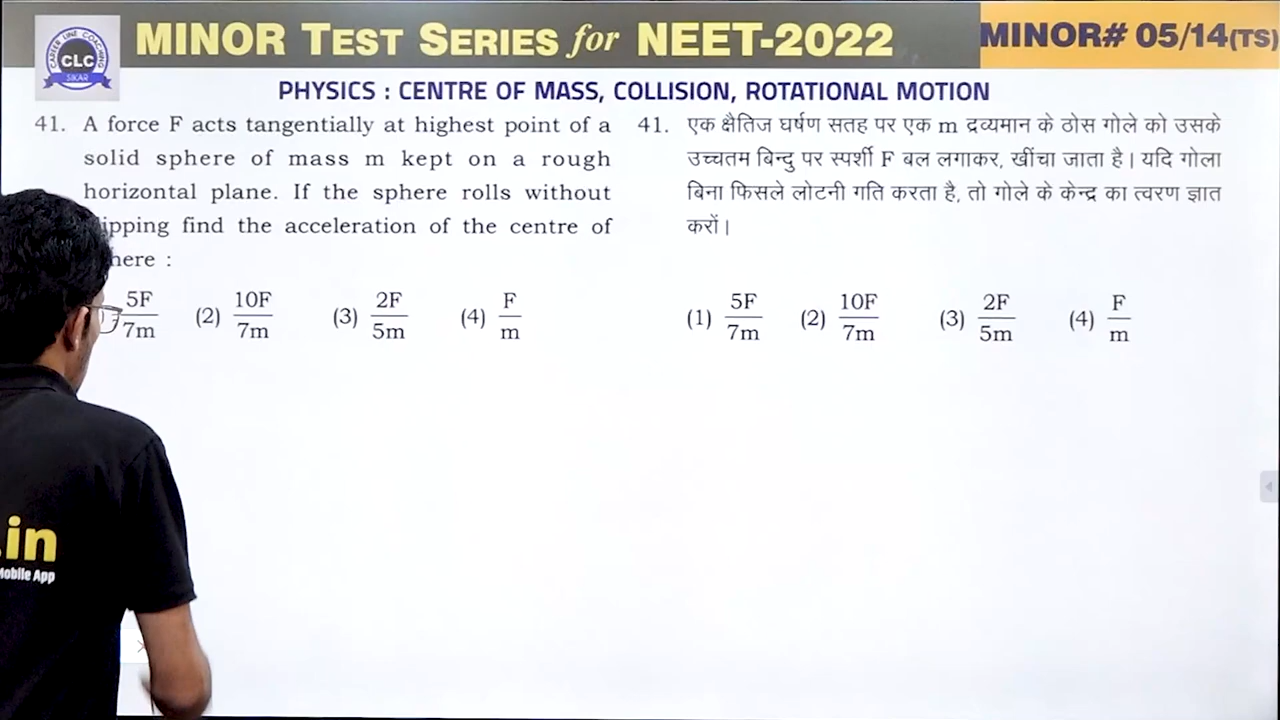 CAREER LINE COACHING
CLC
SIKAR
MINOR TEST SERIES for NEET-2022
MINOR# 05/14(TS)
PHYSICS : CENTRE OF MASS, COLLISION, ROTATIONAL MOTION
41. A force F acts tangentially at highest point of a
solid sphere of mass m kept on a rough
horizontal plane. If the sphere rolls without
ipping find the acceleration of the centre of
here :
5F/7m (2) 10F/7m (3) 2F/5m (4) F/m
41. एक क्षैतिज घर्षण सतह पर एक m द्रव्यमान के ठोस गोले को उसके
उच्चतम बिन्दु पर स्पर्शी F बल लगाकर, खींचा जाता है। यदि गोला
बिना फिसले लोटनी गति करता है, तो गोले के केन्द्र का त्वरण ज्ञात
करों।
(1) 5F/7m (2) 10F/7m (3) 2F/5m (4) F/m
.in
Mobile App